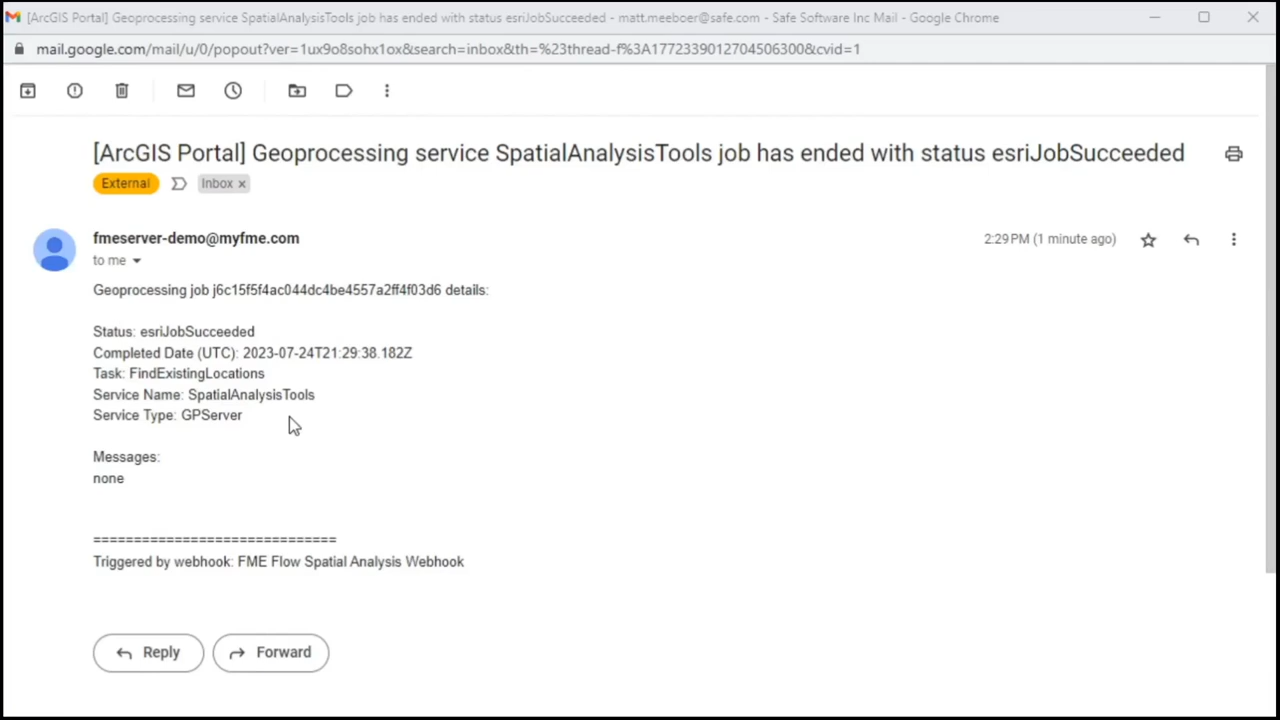 [ArcGIS Portal] Geoprocessing service SpatialAnalysisTools job has ended with status esriJobSucceeded - matt.meeboer@safe.com - Safe Software Inc Mail - Google Chrome
mail.google.com/mail/u/0/popout?ver=1ux9o8sohx1ox&search=inbox&th=%23thread-f%3A1772339012704506300&cvid=1
[ArcGIS Portal] Geoprocessing service SpatialAnalysisTools job has ended with status esriJobSucceeded
External Inbox x
fmeserver-demo@myfme.com 2:29 PM (1 minute ago)
to me
Geoprocessing job j6c15f5f4ac044dc4be4557a2ff4f03d6 details:
Status: esriJobSucceeded
Completed Date (UTC): 2023-07-24T21:29:38.182Z
Task: FindExistingLocations
Service Name: SpatialAnalysisTools
Service Type: GPServer
Messages:
none
==============================
Triggered by webhook: FME Flow Spatial Analysis Webhook
Reply Forward